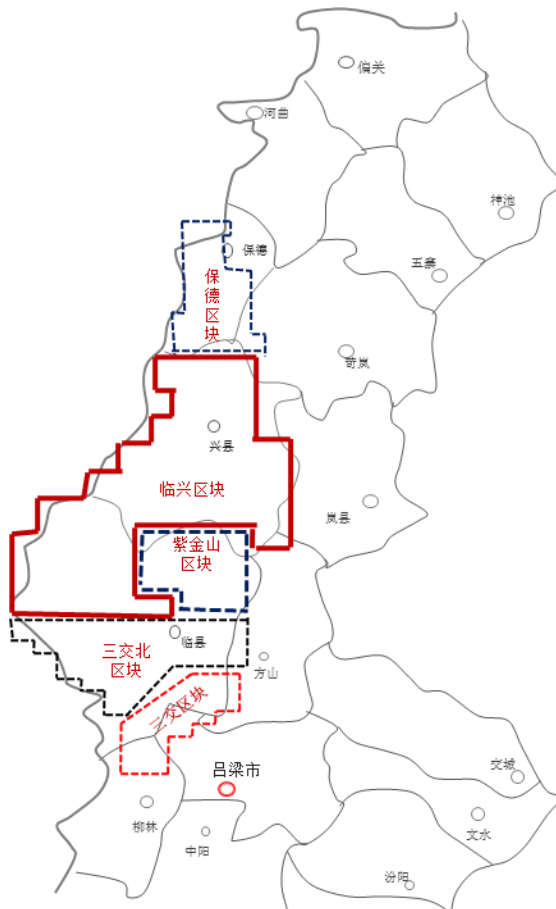 偏关
河曲
神池
保德
五寨
保
德
区
块
苛岚
兴县
临兴区块
岚县
紫金山
区块
临县
三交北
区块
方山
三交区块
吕梁市
交城
柳林
文水
中阳
汾阳